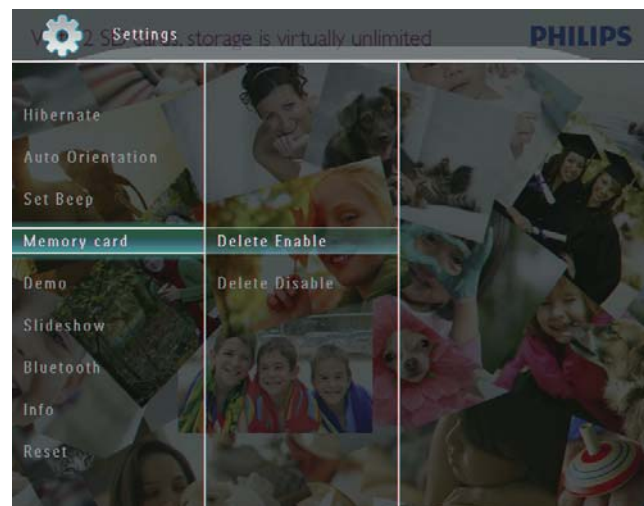 Settings
storage is virtually unlimited
PHILIPS
Hibernate
Auto Orientation
Set Beep
Memory card
Delete Enable
Demo
Delete Disable
Slideshow
Bluetooth
Info
Reset